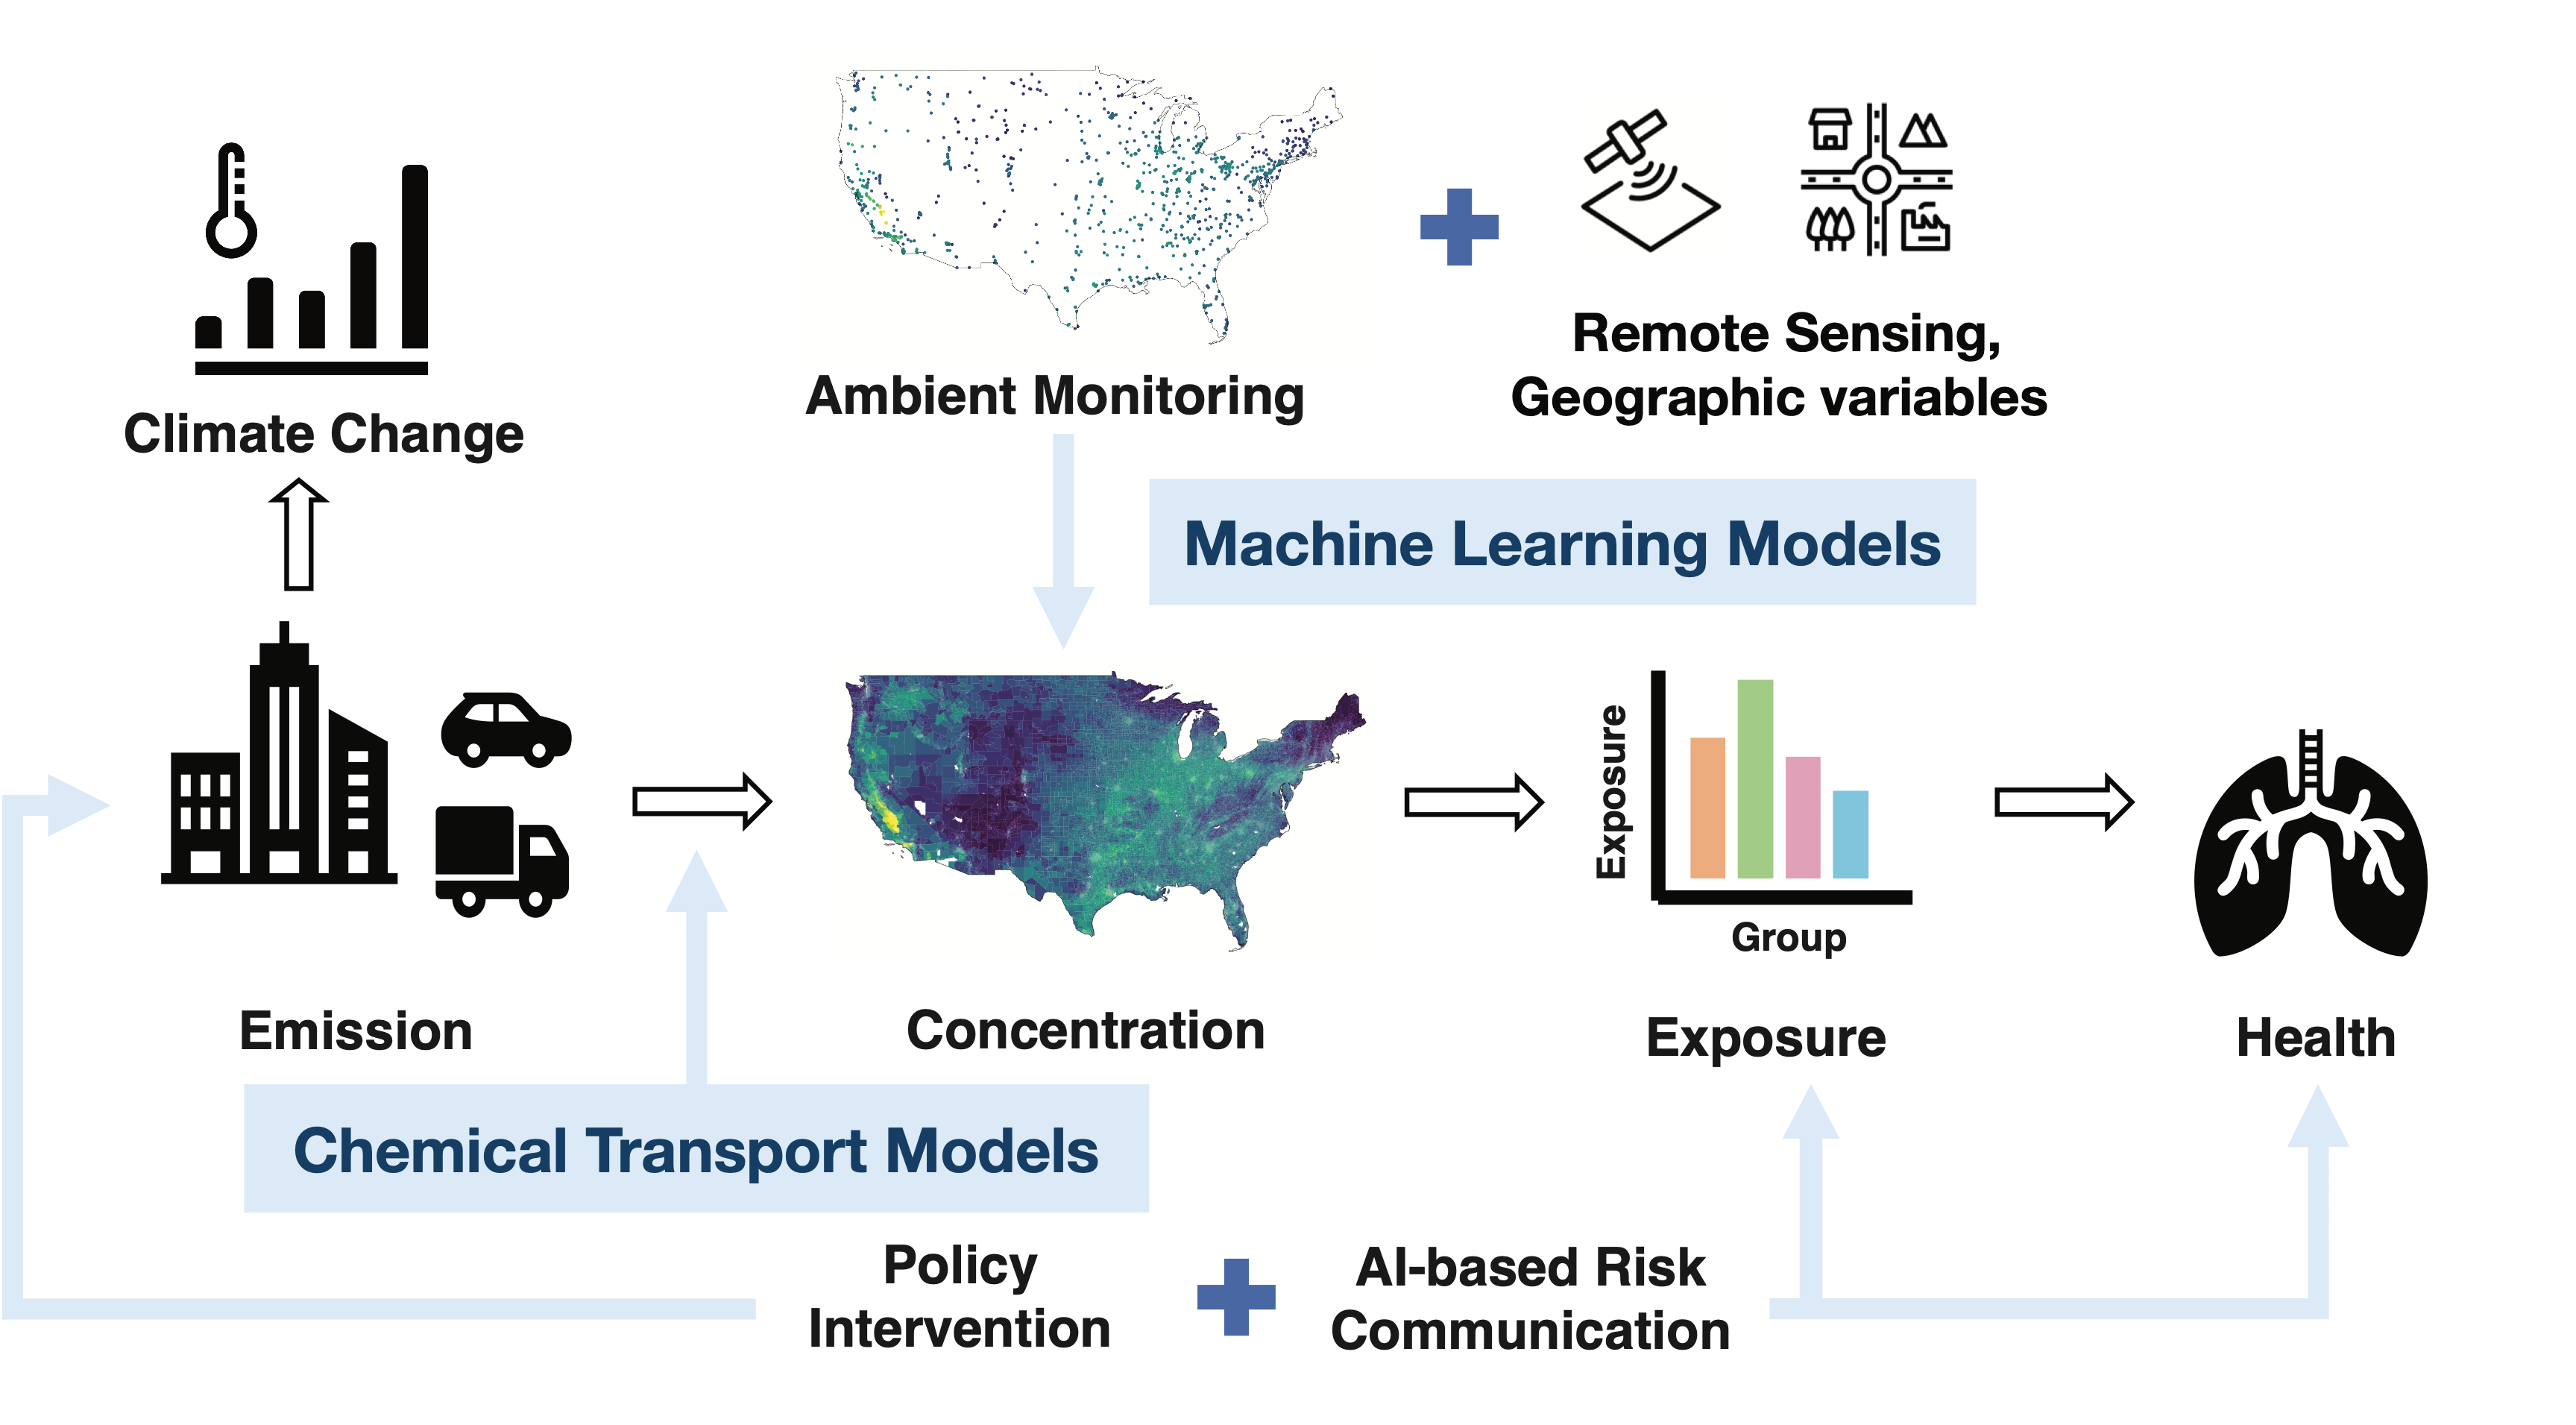 Climate Change
Ambient Monitoring
Remote Sensing,
Geographic variables
Machine Learning Models
Emission
Concentration
Exposure
Group
Exposure
Health
Chemical Transport Models
Policy
Intervention
AI-based Risk
Communication